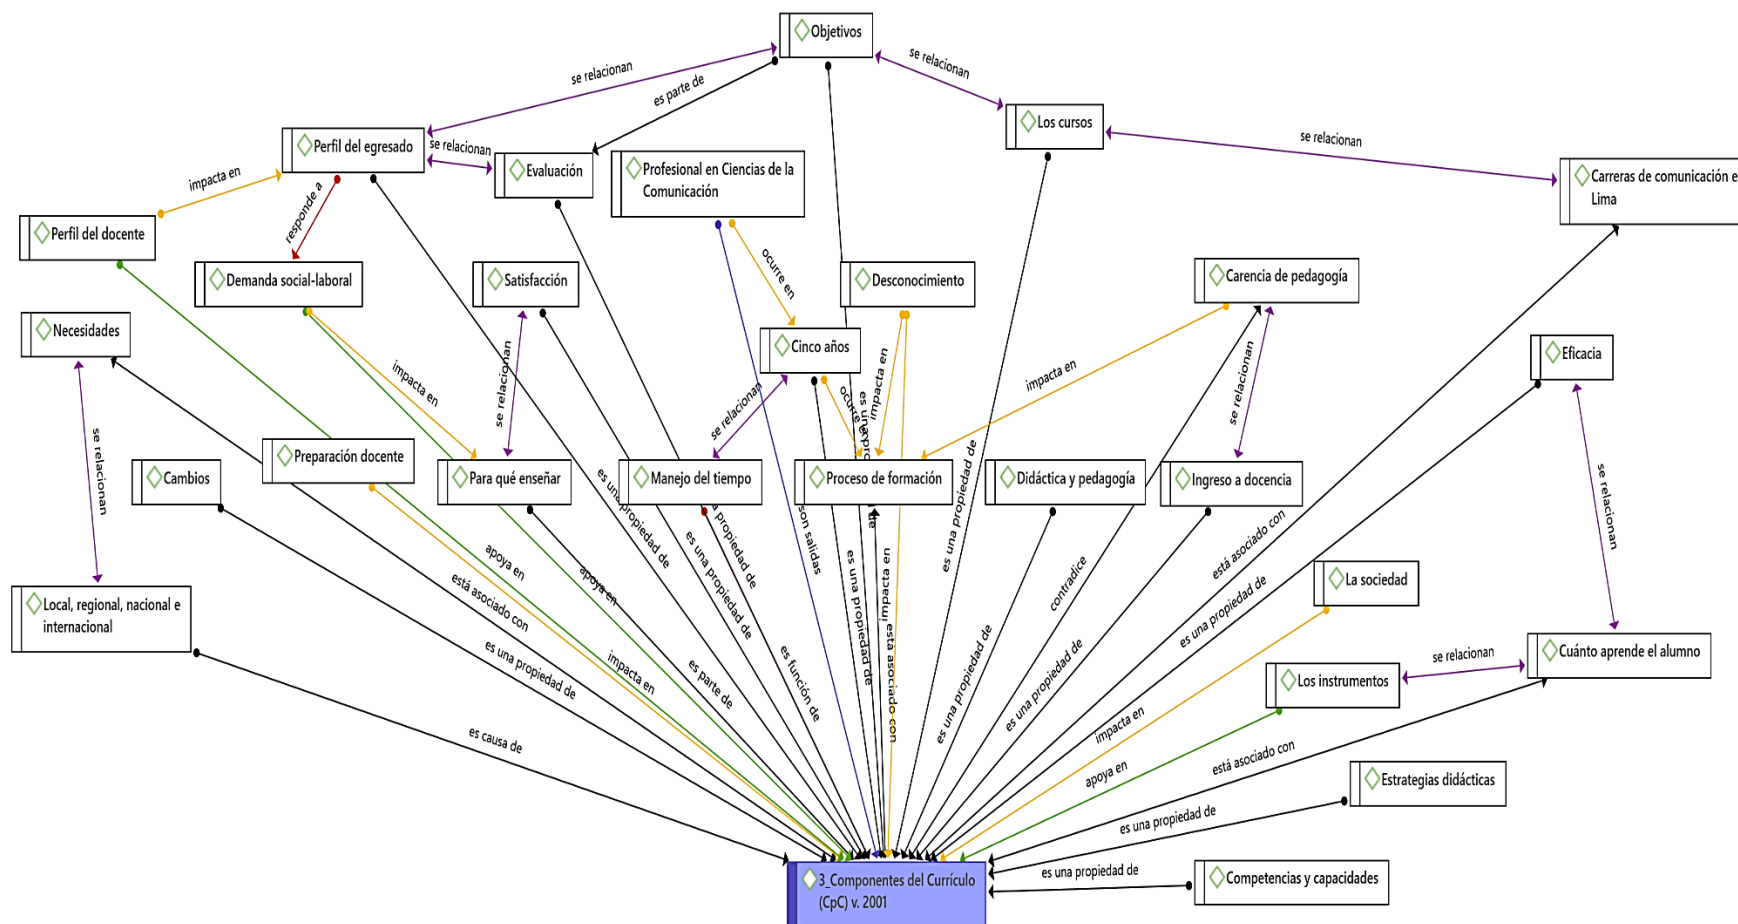 Objetivos
se relacionan
se relacionan
es parte de
Los cursos
se relacionan
Perfil del egresado
se relacionan
Evaluación
Profesional en Ciencias de la
Comunicación
Carreras de comunicación e
Lima
impacta en
responde a
Perfil del docente
Demanda social-laboral
Satisfacción
ocurre en
Desconocimiento
Carencia de pedagogía
Necesidades
Cinco años
Eficacia
impacta en
se relacionan
se relacionan
impacta en
impacta en
se relacionan
se relacionan
se relacionan
Cambios
Preparación docente
Para qué enseñar
Manejo del tiempo
Proceso de formación
Didáctica y pedagogía
Ingreso a docencia
es una propiedad de
propiedad de
son salidas
es una propiedad de
está asociado con
Local, regional, nacional e
internacional
apoya en
está asociado con
apoya en
es una propiedad de
es una propiedad de
impacta en
contradice
es una propiedad de
La sociedad
es una propiedad de
impacta en
es parte de
es función de
está asociado con
es una propiedad de
es una propiedad de
se relacionan
Cuánto aprende el alumno
Los instrumentos
impacta en
es causa de
apoya en
está asociado con
Estrategias didácticas
es una propiedad de
3_Componentes del Currículo
(CpC) v. 2001
es una propiedad de
Competencias y capacidades